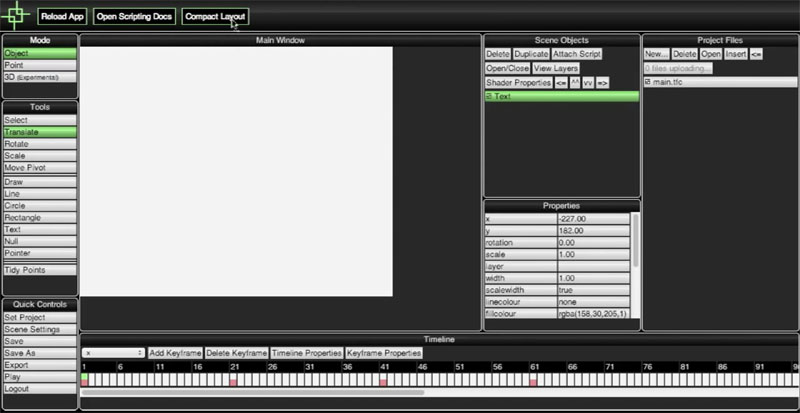 Reload App Open Scripting Docs Compact Layout
Mode
Object
Point
3D (Experimental)
Tools
Select
Translate
Rotate
Scale
Move Pivot
Draw
Line
Circle
Rectangle
Text
Null
Pointer
Tidy Points
Quick Controls
Set Project
Scene Settings
Save
Save As
Export
Play
Logout
Main Window
Scene Objects
Delete Duplicate Attach Script
Open/Close View Layers
Shader Properties <= ^^ vv =>
Text
Properties
x -227.00
y 182.00
rotation 0.00
scale 1.00
layer
width 1.00
scalewidth true
linecolour none
fillcolour rgba(158,30,205,1)
Project Files
New... Delete Open Insert <=
0 files uploading...
main.tfc
Timeline
x Add Keyframe Delete Keyframe Timeline Properties Keyframe Properties
1 6 11 16 21 26 31 36 41 46 51 56 61 66 71 76 81 86 91 9